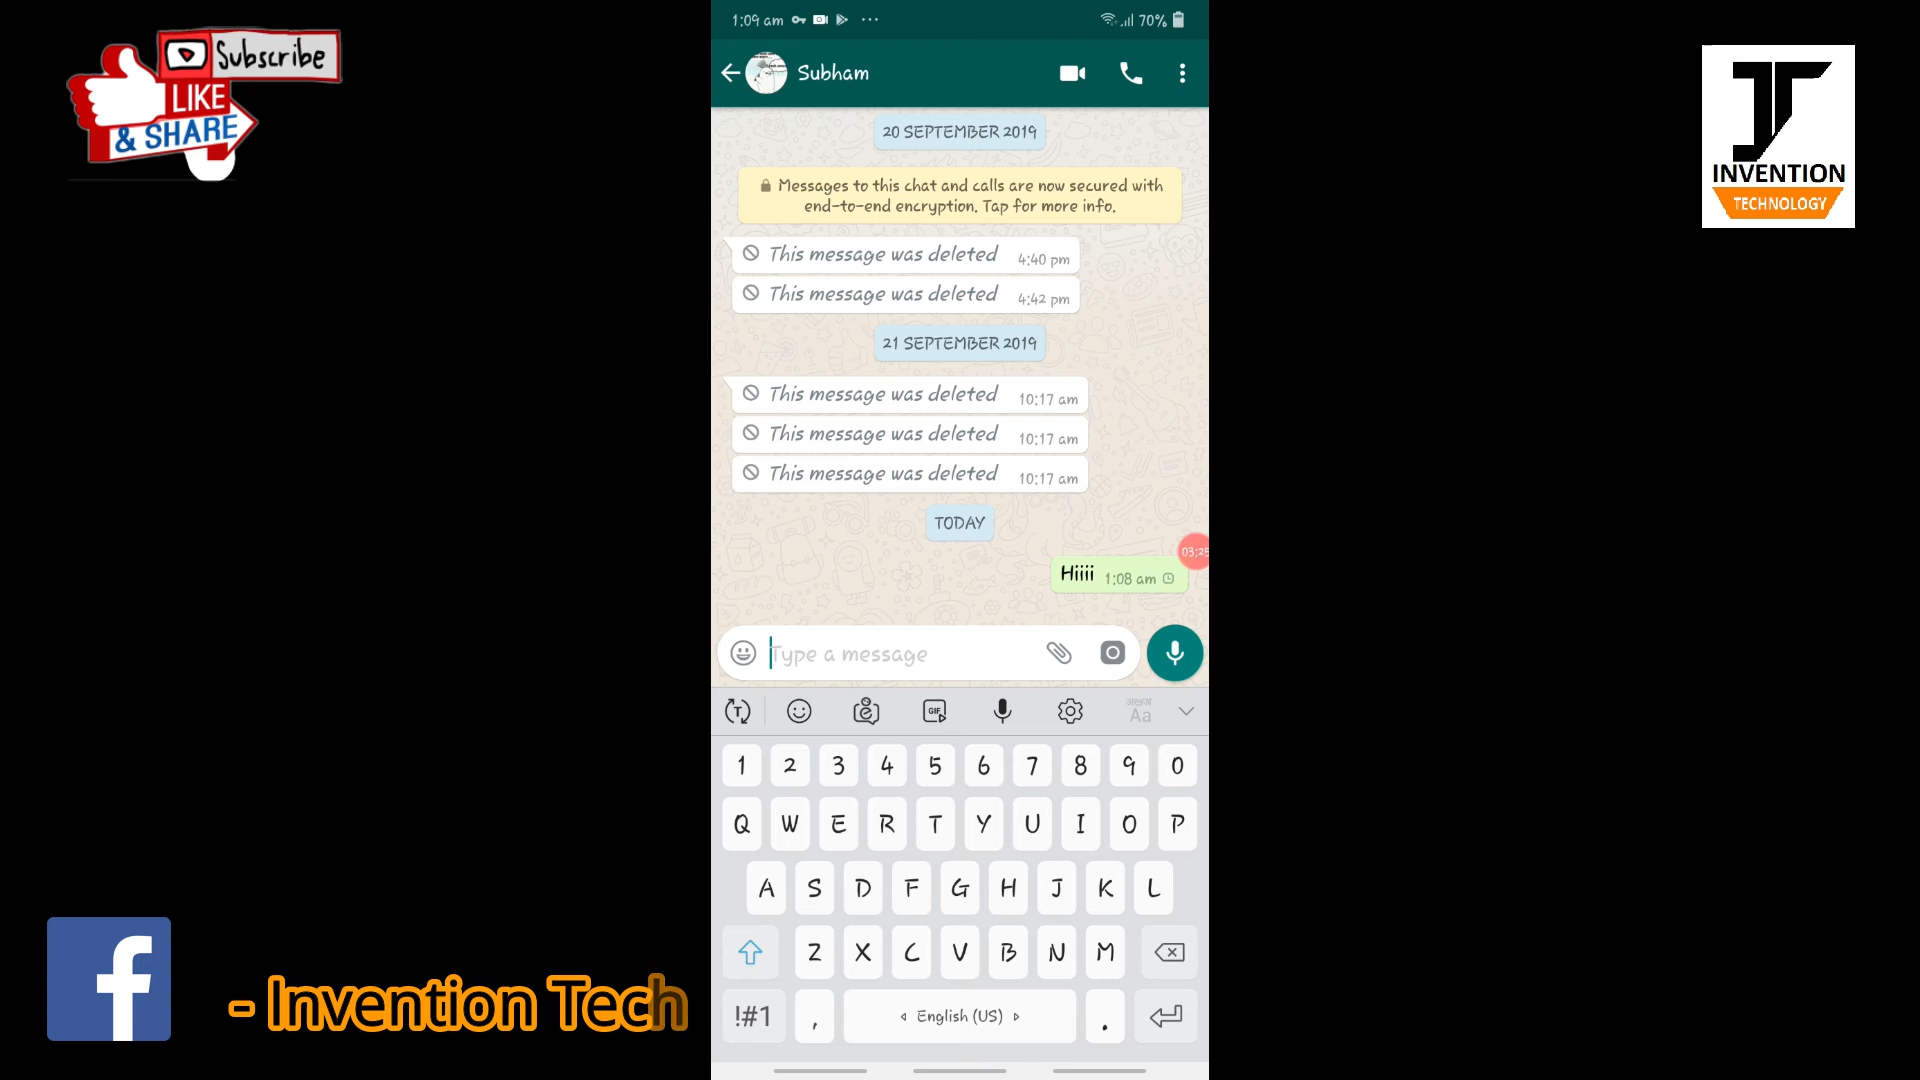 Subscribe
LIKE
& SHARE
1:09 am
70%
Subham
20 SEPTEMBER 2019
Messages to this chat and calls are now secured with
end-to-end encryption. Tap for more info.
This message was deleted 4:40 pm
This message was deleted 4:42 pm
21 SEPTEMBER 2019
This message was deleted 10:17 am
This message was deleted 10:17 am
This message was deleted 10:17 am
TODAY
03:25
Hiiii 1:08 am
Type a message
T
GIF
Aa
1 2 3 4 5 6 7 8 9 0
Q W E R T Y U I O P
A S D F G H J K L
Z X C V B N M
!#1 , English (US) .
JT
INVENTION
TECHNOLOGY
f
- Invention Tech